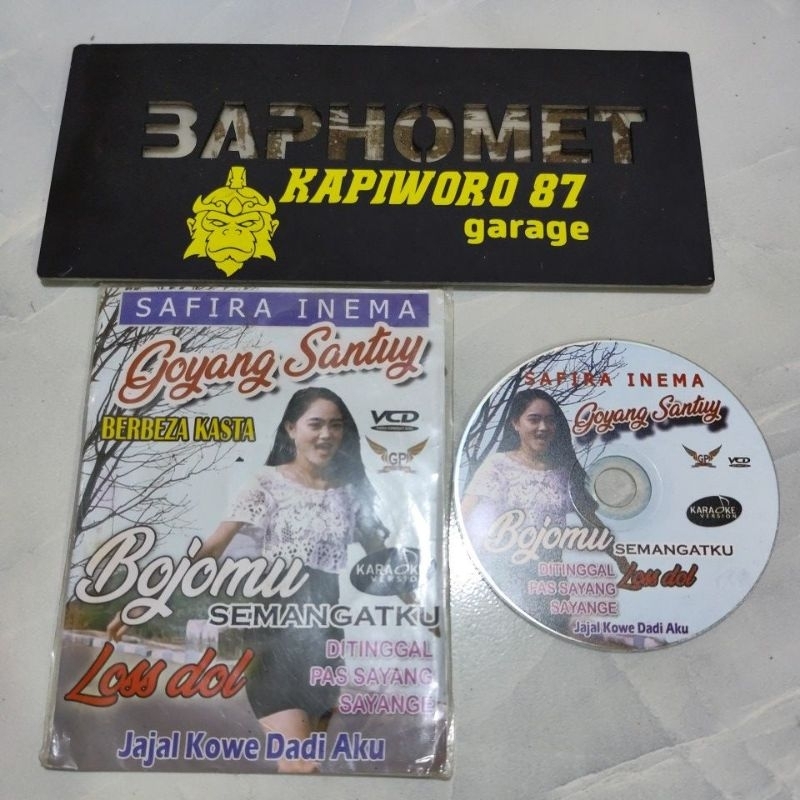 BAPHOMET
KAPIWORO 87
garage
SAFIRA INEMA
Goyang Santuy
BERBEZA KASTA
VCD
GP
Bojomu
KARAOKE
VERSION
SEMANGATKU
Loss dol
DITINGGAL
PAS SAYANG
SAYANGE
Jajal Kowe Dadi Aku
SAFIRA INEMA
Goyang Santuy
GP
VCD
KARAOKE
VERSION
Bojomu
SEMANGATKU
DITINGGAL
PAS SAYANG
SAYANGE
Loss dol
Jajal Kowe Dadi Aku